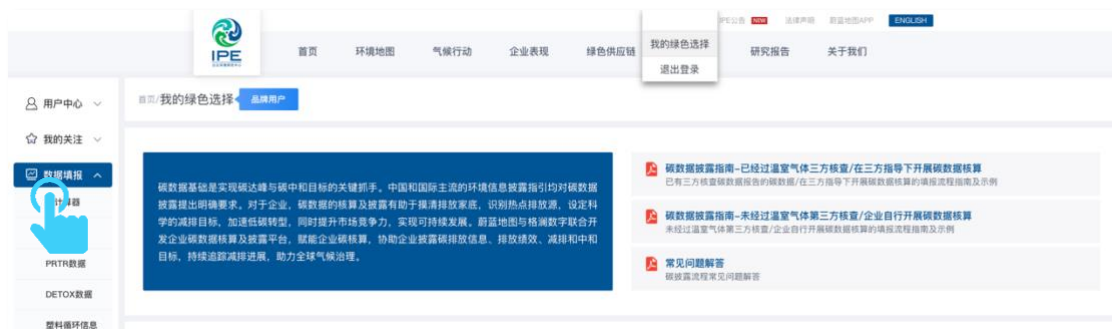 IPE公告 NEW 法律声明 蔚蓝地图APP ENGLISH
IPE
首页 环境地图 气候行动 企业表现 绿色供应链 研究报告 关于我们
我的绿色选择
退出登录
用户中心
我的关注
数据填报
PRTR数据
DETOX数据
塑料循环信息
首页/我的绿色选择 品牌用户
碳数据基础是实现碳达峰与碳中和目标的关键抓手。中国和国际主流的环境信息披露指引均对碳数据
披露提出明确要求。对于企业，碳数据的核算及披露有助于摸清排放家底，识别热点排放源，设定科
学的减排目标，加速低碳转型，同时提升市场竞争力，实现可持续发展。蔚蓝地图与格澜数字联合开
发企业碳数据核算及披露平台，赋能企业碳核算，协助企业披露碳排放信息、排放绩效、减排和中和
目标，持续追踪减排进展，助力全球气候治理。
碳数据披露指南-已经过温室气体三方核查/在三方指导下开展碳数据核算
已有三方核查碳数据报告的碳数据/在三方指导下开展碳数据核算的填报流程指南及示例
碳数据披露指南-未经过温室气体第三方核查/企业自行开展碳数据核算
未经过温室气体第三方核查/企业自行开展碳数据核算的填报流程指南及示例
常见问题解答
碳披露流程常见问题解答